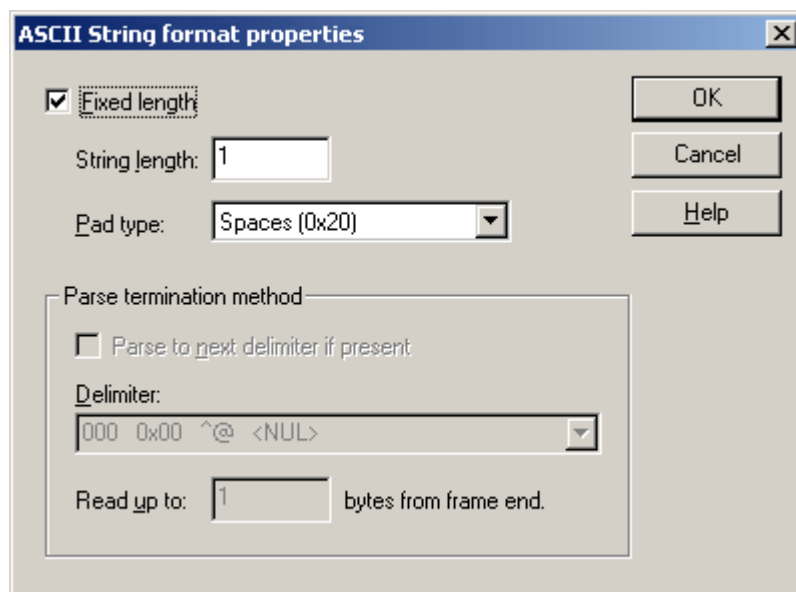 ASCII String format properties
Fixed length
OK
String length: 1
Cancel
Pad type: Spaces (0x20)
Help
Parse termination method
Parse to next delimiter if present
Delimiter:
000 0x00 ^@ <NUL>
Read up to: 1 bytes from frame end.